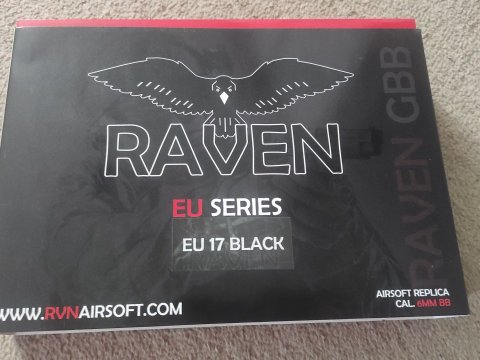 RAVEN
EU SERIES
EU 17 BLACK
RAVEN GBB
AIRSOFT REPLICA
CAL. 6MM BB
WWW.RVNAIRSOFT.COM